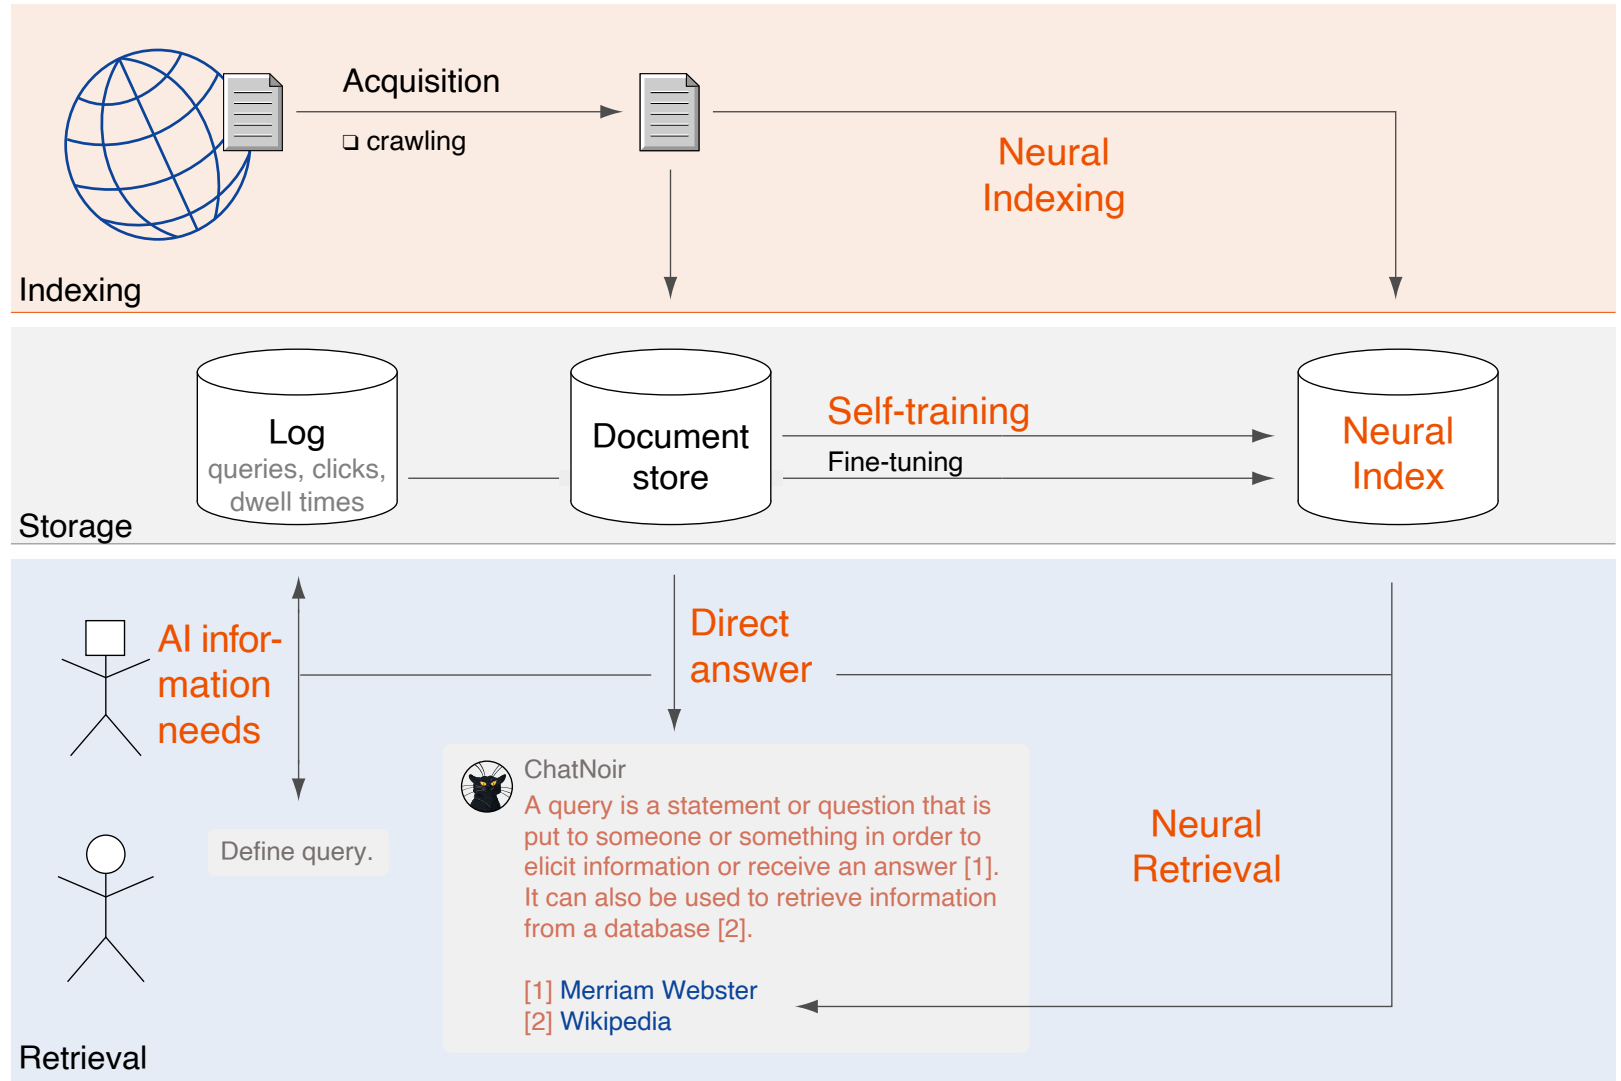 Acquisition
❏ crawling
Neural
Indexing
Indexing
Log
queries, clicks,
dwell times
Document
store
Self-training
Fine-tuning
Neural
Index
Storage
AI infor-
mation
needs
Direct
answer
Define query.
ChatNoir
A query is a statement or question that is
put to someone or something in order to
elicit information or receive an answer [1].
It can also be used to retrieve information
from a database [2].
[1] Merriam Webster
[2] Wikipedia
Neural
Retrieval
Retrieval